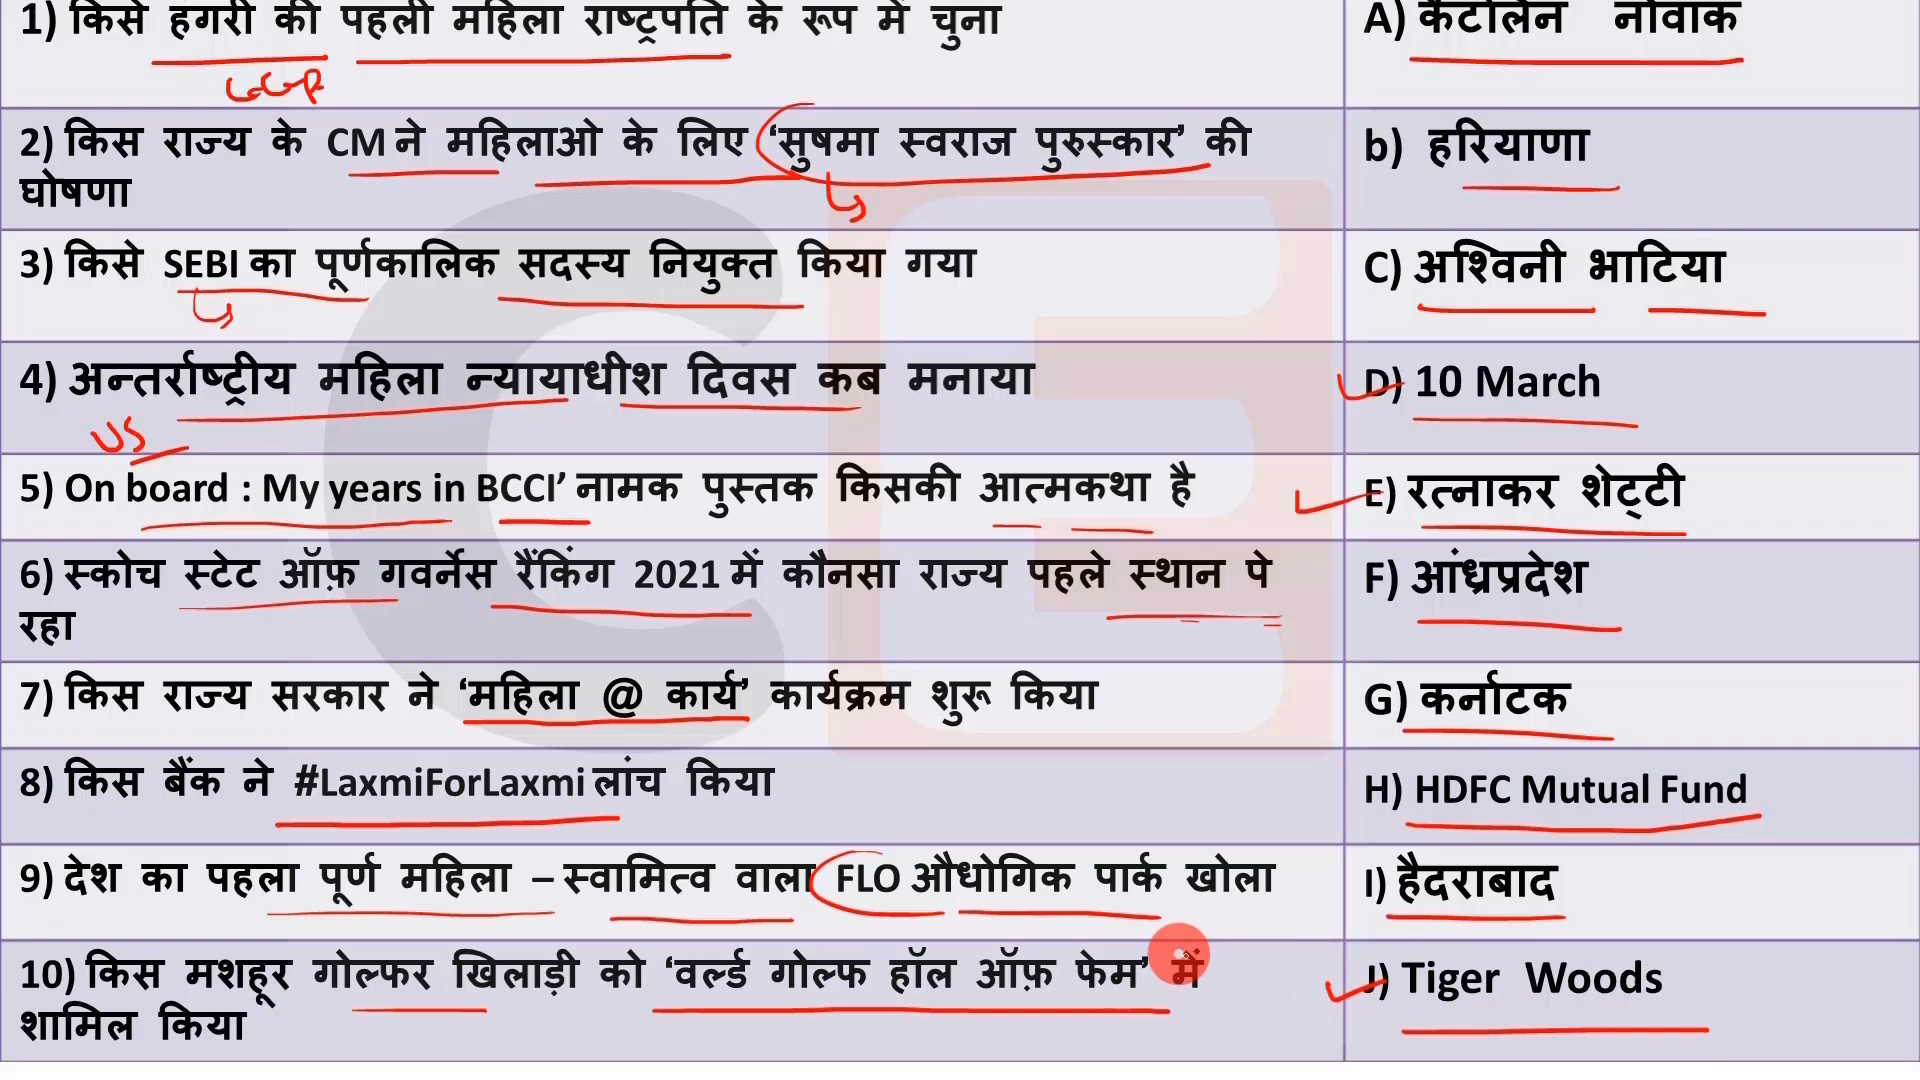 1) किसे हगरी की पहली महिला राष्ट्रपति के रूप में चुना
A) कैटलिन नोवाक
2) किस राज्य के CM ने महिलाओ के लिए 'सुषमा स्वराज पुरुस्कार' की
घोषणा
b) हरियाणा
3) किसे SEBI का पूर्णकालिक सदस्य नियुक्त किया गया
C) अश्विनी भाटिया
4) अन्तर्राष्ट्रीय महिला न्यायाधीश दिवस कब मनाया
D) 10 March
US
5) On board : My years in BCCI' नामक पुस्तक किसकी आत्मकथा है
E) रत्नाकर शेट्टी
6) स्कोच स्टेट ऑफ़ गवर्नेस रैंकिंग 2021 में कौनसा राज्य पहले स्थान पे
रहा
F) आंध्रप्रदेश
7) किस राज्य सरकार ने 'महिला @ कार्य' कार्यक्रम शुरू किया
G) कर्नाटक
8) किस बैंक ने #LaxmiForLaxmi लांच किया
H) HDFC Mutual Fund
9) देश का पहला पूर्ण महिला – स्वामित्व वाला FLO औधोगिक पार्क खोला
I) हैदराबाद
10) किस मशहूर गोल्फर खिलाड़ी को 'वर्ल्ड गोल्फ हॉल ऑफ़ फेम' में
शामिल किया
J) Tiger Woods